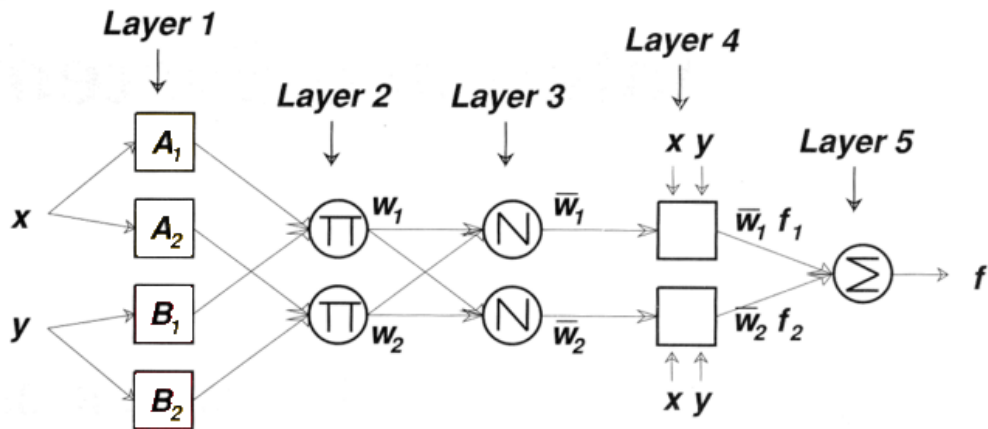 Layer 1
Layer 4
Layer 2
Layer 3
x y
Layer 5
A₁
x
A₂
B₁
y
B₂
Π
Π
w₁
w₂
N
N
w̅₁
w̅₂
w̅₁ f₁
w̅₂ f₂
Σ
f
x y